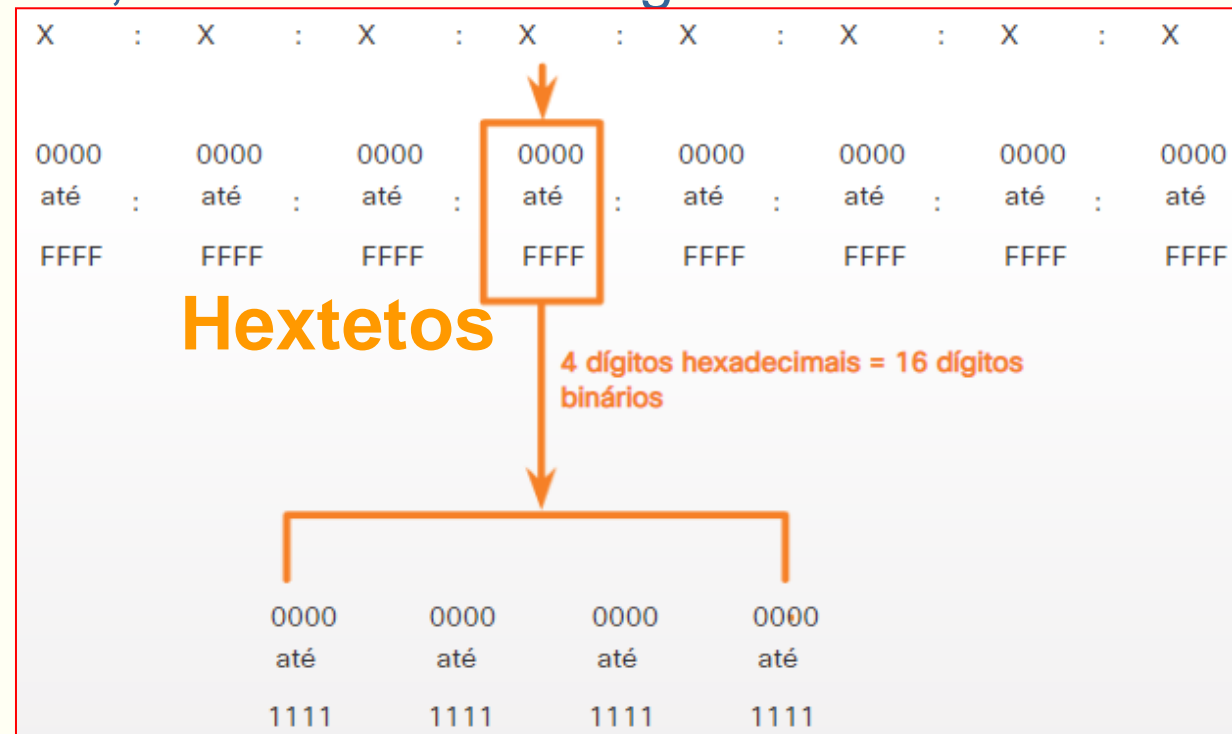 X : X : X : X : X : X : X : X
0000 0000 0000 0000 0000 0000 0000 0000
até : até : até : até : até : até : até : até
FFFF FFFF FFFF FFFF FFFF FFFF FFFF FFFF
Hextetos
4 dígitos hexadecimais = 16 dígitos
binários
0000 0000 0000 0000
até até até até
1111 1111 1111 1111